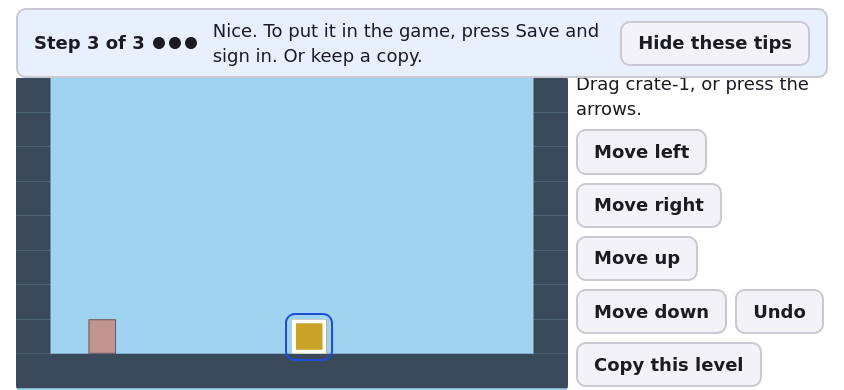 Step 3 of 3
Nice. To put it in the game, press Save and
sign in. Or keep a copy.
Hide these tips
Drag crate-1, or press the
arrows.
Move left
Move right
Move up
Move down
Undo
Copy this level